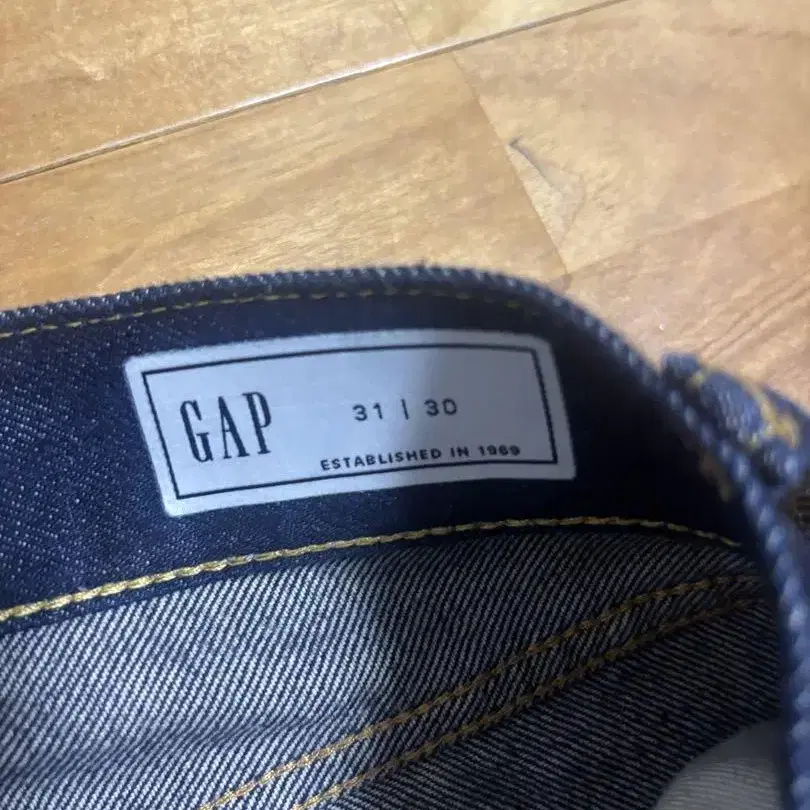 GAP
31 | 30
ESTABLISHED IN 1969